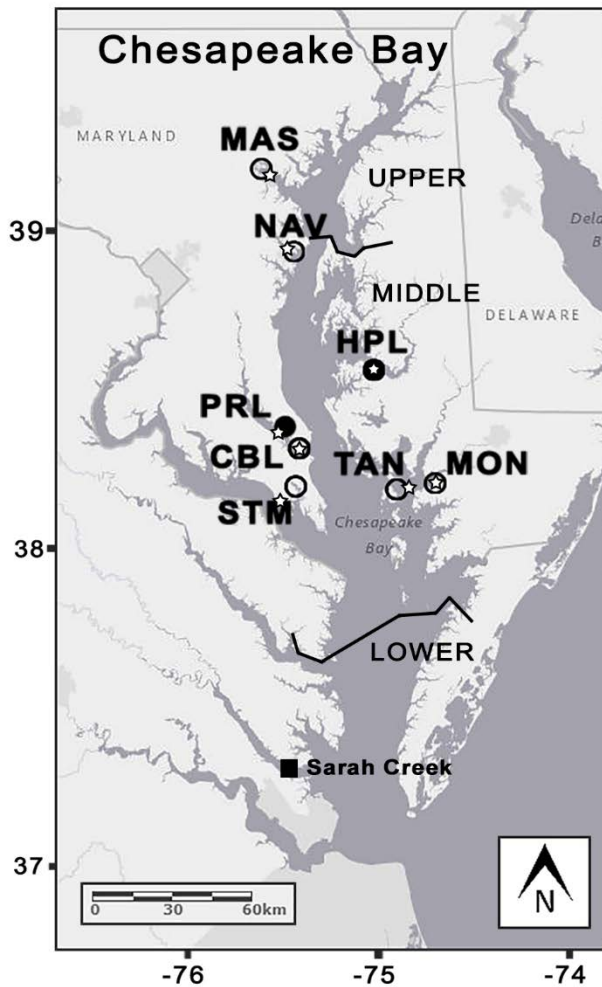 Chesapeake Bay
MARYLAND
MAS
UPPER
39
NAV
Dela
B
MIDDLE
DELAWARE
HPL
PRL
CBL
TAN
MON
STM
Chesapeake
Bay
38
LOWER
Sarah Creek
37
0 30 60km
N
-76 -75 -74